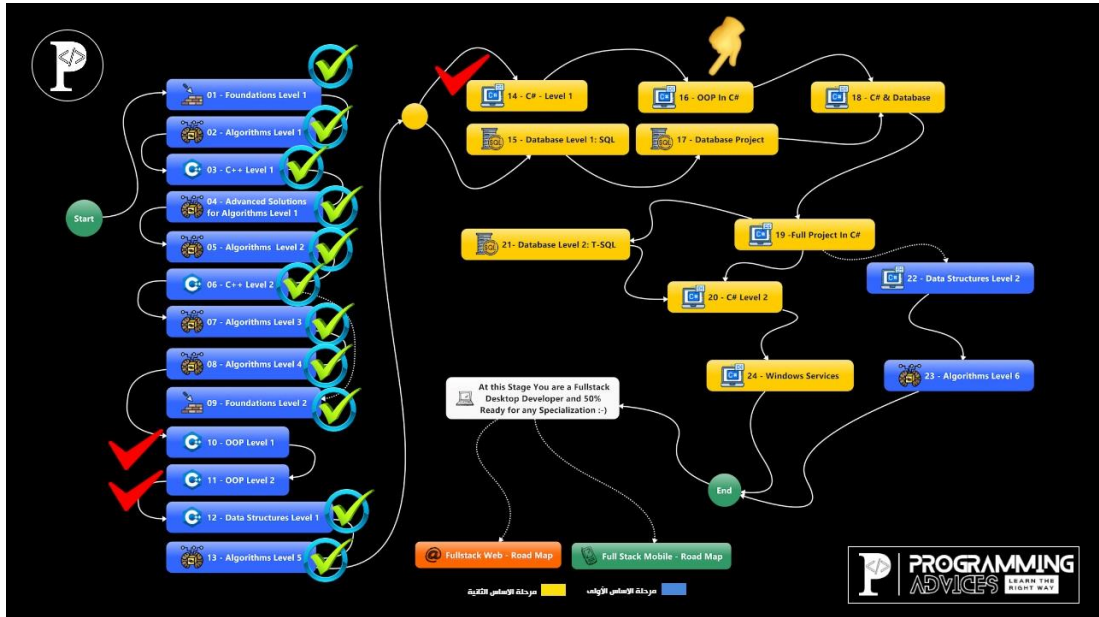 Start
01 - Foundations Level 1
02 - Algorithms Level 1
03 - C++ Level 1
04 - Advanced Solutions
for Algorithms Level 1
05 - Algorithms Level 2
06 - C++ Level 2
07 - Algorithms Level 3
08 - Algorithms Level 4
09 - Foundations Level 2
10 - OOP Level 1
11 - OOP Level 2
12 - Data Structures Level 1
13 - Algorithms Level 5
14 - C# - Level 1
15 - Database Level 1: SQL
16 - OOP In C#
17 - Database Project
18 - C# & Database
19 -Full Project In C#
21- Database Level 2: T-SQL
20 - C# Level 2
22 - Data Structures Level 2
24 - Windows Services
23 - Algorithms Level 6
At this Stage You are a Fullstack
Desktop Developer and 50%
Ready for any Specialization :-)
End
@ Fullstack Web - Road Map
Full Stack Mobile - Road Map
مرحلة الاساس الأولى
مرحلة الاساس الثانية
PROGRAMMING
ADVICES
LEARN THE
RIGHT WAY